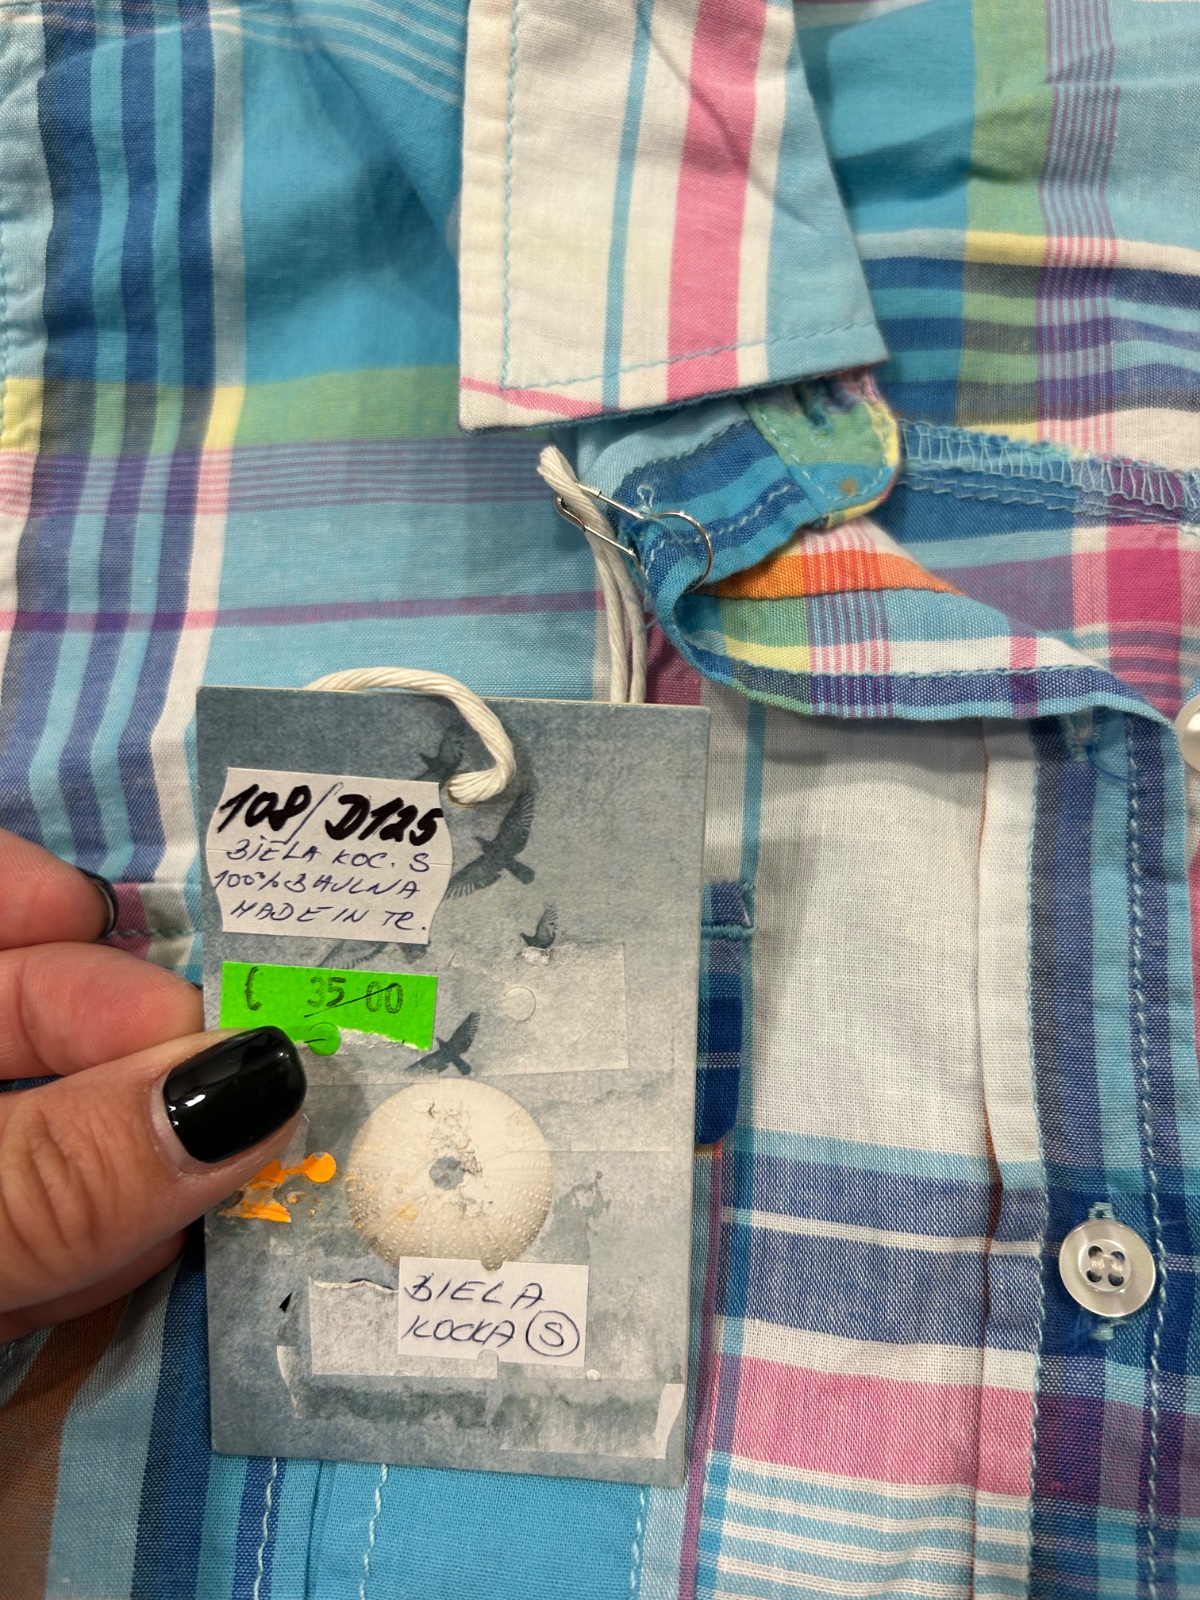 108/D125
BIELA KOC. S
100% BAVLNA
MADE IN TR.
€ 35.00
BIELA
KOCKA S